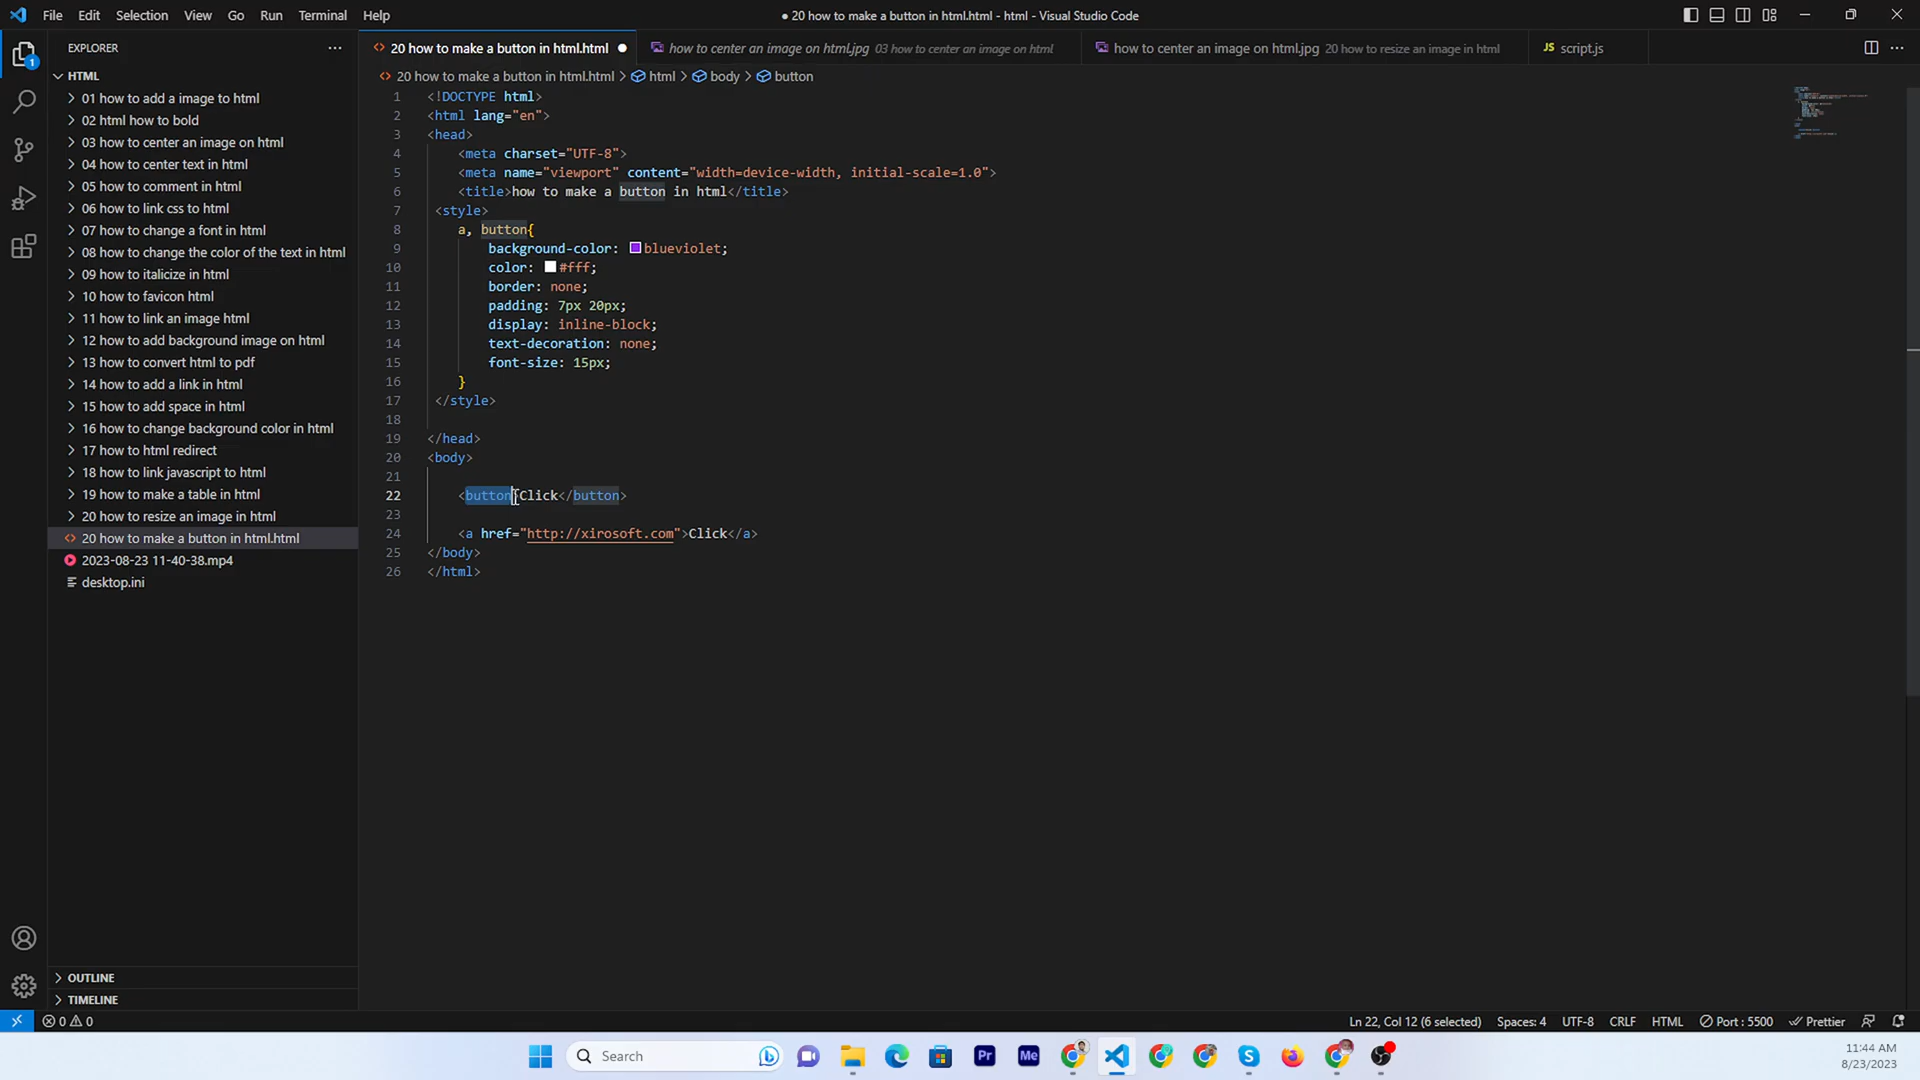 File Edit Selection View Go Run Terminal Help
● 20 how to make a button in html.html - html - Visual Studio Code
EXPLORER
20 how to make a button in html.html
how to center an image on html.jpg 03 how to center an image on html
how to center an image on html.jpg 20 how to resize an image in html
JS script.js
20 how to make a button in html.html > html > body > button
HTML
01 how to add a image to html
02 html how to bold
03 how to center an image on html
04 how to center text in html
05 how to comment in html
06 how to link css to html
07 how to change a font in html
08 how to change the color of the text in html
09 how to italicize in html
10 how to favicon html
11 how to link an image html
12 how to add background image on html
13 how to convert html to pdf
14 how to add a link in html
15 how to add space in html
16 how to change background color in html
17 how to html redirect
18 how to link javascript to html
19 how to make a table in html
20 how to resize an image in html
20 how to make a button in html.html
2023-08-23 11-40-38.mp4
desktop.ini
OUTLINE
TIMELINE
1 <!DOCTYPE html>
2 <html lang="en">
3 <head>
4 <meta charset="UTF-8">
5 <meta name="viewport" content="width=device-width, initial-scale=1.0">
6 <title>how to make a button in html</title>
7 <style>
8 a, button{
9 background-color: blueviolet;
10 color: #fff;
11 border: none;
12 padding: 7px 20px;
13 display: inline-block;
14 text-decoration: none;
15 font-size: 15px;
16 }
17 </style>
18
19 </head>
20 <body>
21
22 <button>Click</button>
23
24 <a href="http://xirosoft.com">Click</a>
25 </body>
26 </html>
1
0 0
Ln 22, Col 12 (6 selected) Spaces: 4 UTF-8 CRLF HTML Port : 5500 Prettier
Search
Pr
Me
S
11:44 AM
8/23/2023